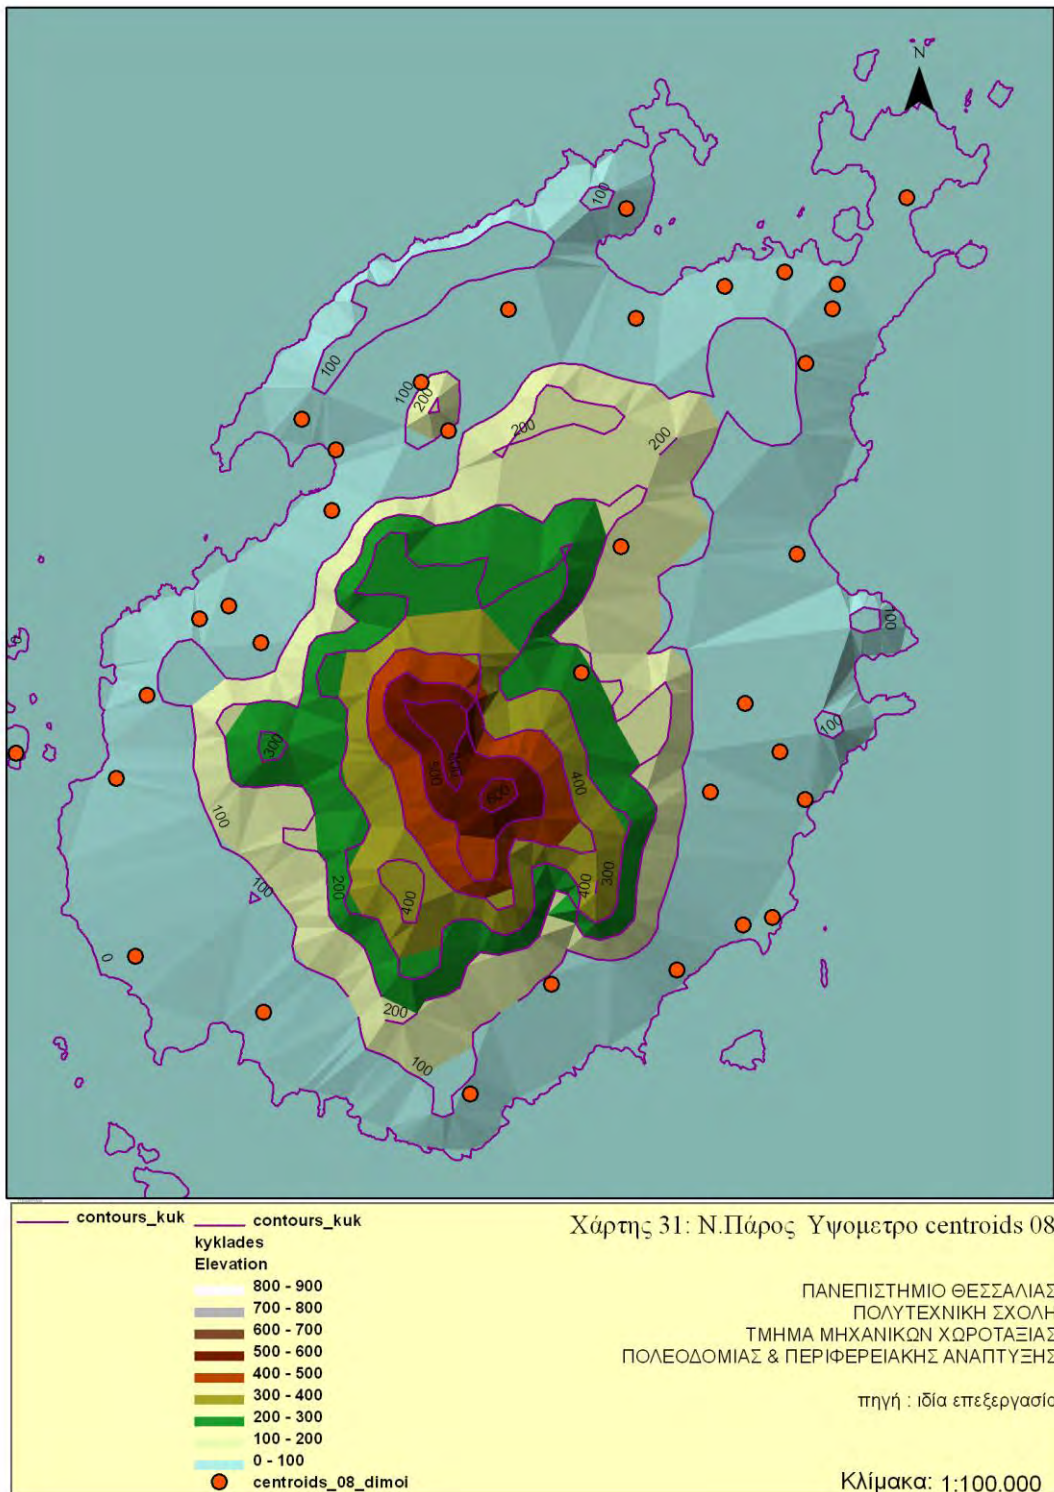 N
100
100
100
200
200
200
100
300
600
500
600
400
100
100
100
200
400
400
300
0
0
200
100
contours_kuk
contours_kuk
kyklades
Elevation
800 - 900
700 - 800
600 - 700
500 - 600
400 - 500
300 - 400
200 - 300
100 - 200
0 - 100
centroids_08_dimoi
Χάρτης 31: Ν.Πάρος Υψομετρο centroids 08
ΠΑΝΕΠΙΣΤΗΜΙΟ ΘΕΣΣΑΛΙΑΣ
ΠΟΛΥΤΕΧΝΙΚΗ ΣΧΟΛΗ
ΤΜΗΜΑ ΜΗΧΑΝΙΚΩΝ ΧΩΡΟΤΑΞΙΑΣ
ΠΟΛΕΟΔΟΜΙΑΣ & ΠΕΡΙΦΕΡΕΙΑΚΗΣ ΑΝΑΠΤΥΞΗΣ
πηγή : ιδία επεξεργασία
Κλίμακα: 1:100.000